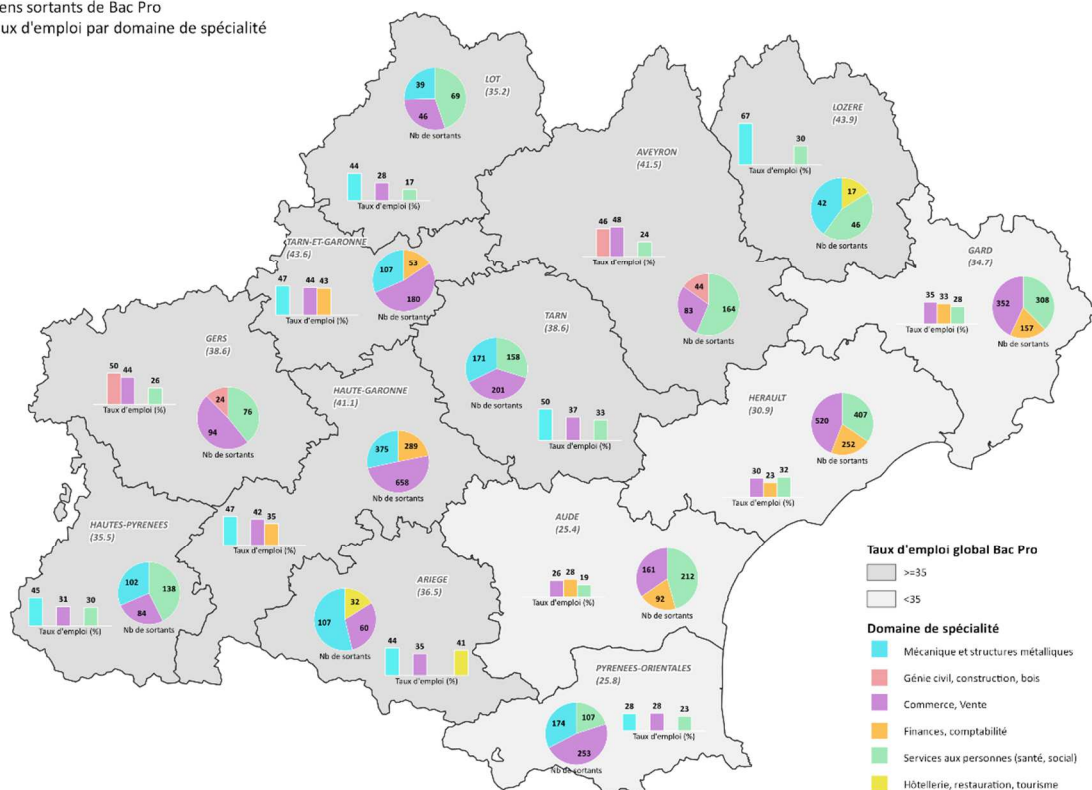 ens sortants de Bac Pro
ux d'emploi par domaine de spécialité
LOT
(35.2)
39
69
46
Nb de sortants
44
28
17
Taux d'emploi (%)
LOZERE
(43.9)
67
30
Taux d'emploi (%)
42
17
46
Nb de sortants
AVEYRON
(41.5)
46
48
24
Taux d'emploi (%)
44
83
164
Nb de sortants
TARN-ET-GARONNE
(43.6)
47
44
43
Taux d'emploi (%)
107
53
180
Nb de sortants
GARD
(34.7)
35
33
28
Taux d'emploi (%)
352
308
157
Nb de sortants
TARN
(38.6)
171
158
201
Nb de sortants
50
37
33
Taux d'emploi (%)
GERS
(38.6)
50
44
26
Taux d'emploi (%)
24
76
94
Nb de sortants
HAUTE-GARONNE
(41.1)
375
289
658
Nb de sortants
47
42
35
Taux d'emploi (%)
HERAULT
(30.9)
520
407
252
Nb de sortants
30
23
32
Taux d'emploi (%)
HAUTES-PYRENEES
(35.5)
102
138
84
Nb de sortants
45
31
30
Taux d'emploi (%)
AUDE
(25.4)
161
212
92
Nb de sortants
26
28
19
Taux d'emploi (%)
ARIEGE
(36.5)
32
107
60
Nb de sortants
44
35
41
Taux d'emploi (%)
PYRENEES-ORIENTALES
(25.8)
174
107
253
Nb de sortants
28
28
23
Taux d'emploi (%)
Taux d'emploi global Bac Pro
>=35
<35
Domaine de spécialité
Mécanique et structures métalliques
Génie civil, construction, bois
Commerce, Vente
Finances, comptabilité
Services aux personnes (santé, social)
Hôtellerie, restauration, tourisme